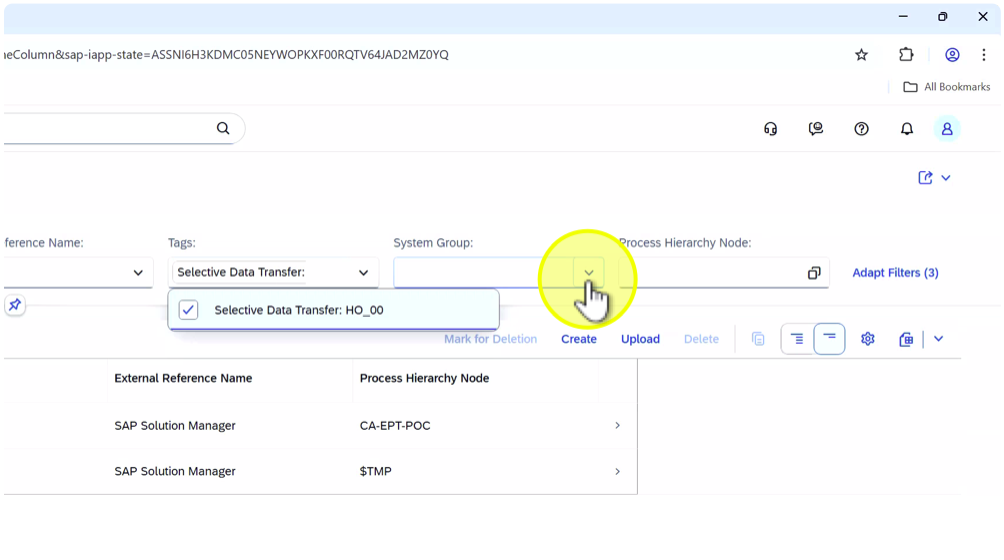 neColumn&sap-iapp-state=ASSNI6H3KDMC05NEYWOPKXF00RQTV64JAD2MZ0YQ
All Bookmarks
ference Name:
Tags:
System Group:
Process Hierarchy Node:
Selective Data Transfer:
Adapt Filters (3)
Selective Data Transfer: HO_00
Mark for Deletion
Create
Upload
Delete
External Reference Name
Process Hierarchy Node
SAP Solution Manager
CA-EPT-POC
SAP Solution Manager
$TMP